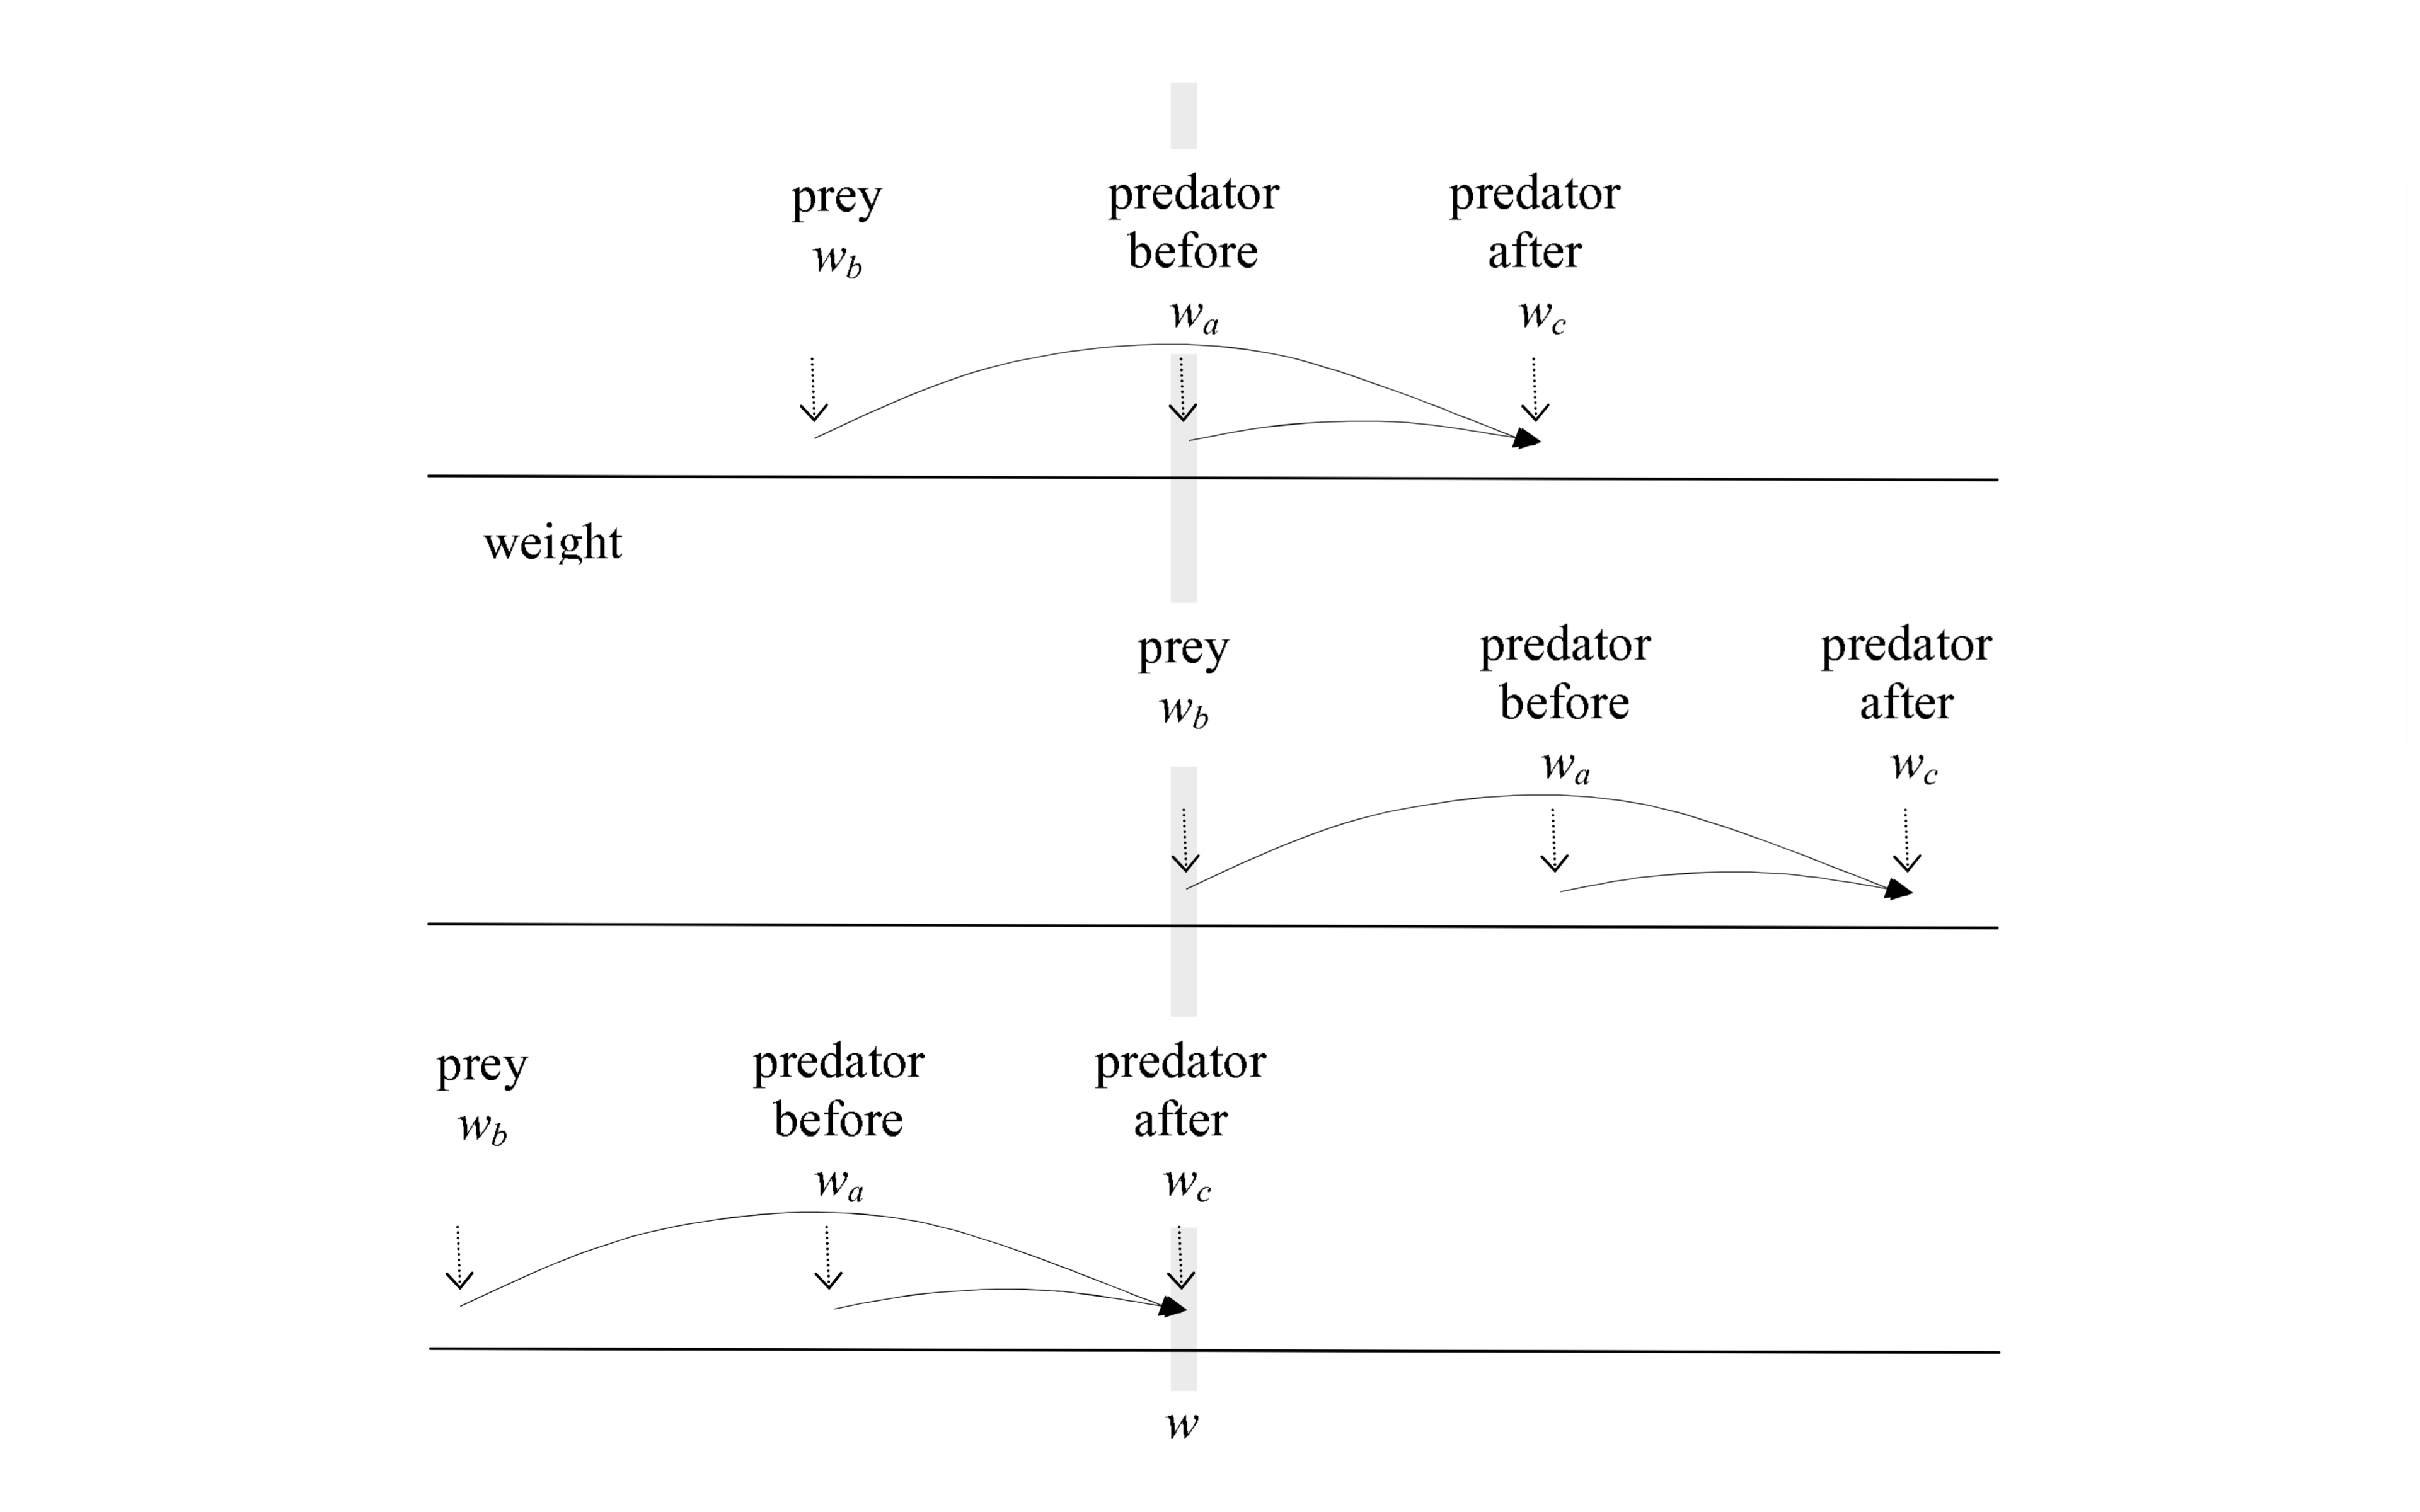 prey
w_b
predator
before
w_a
predator
after
w_c
weight
prey
w_b
predator
before
w_a
predator
after
w_c
prey
w_b
predator
before
w_a
predator
after
w_c
w